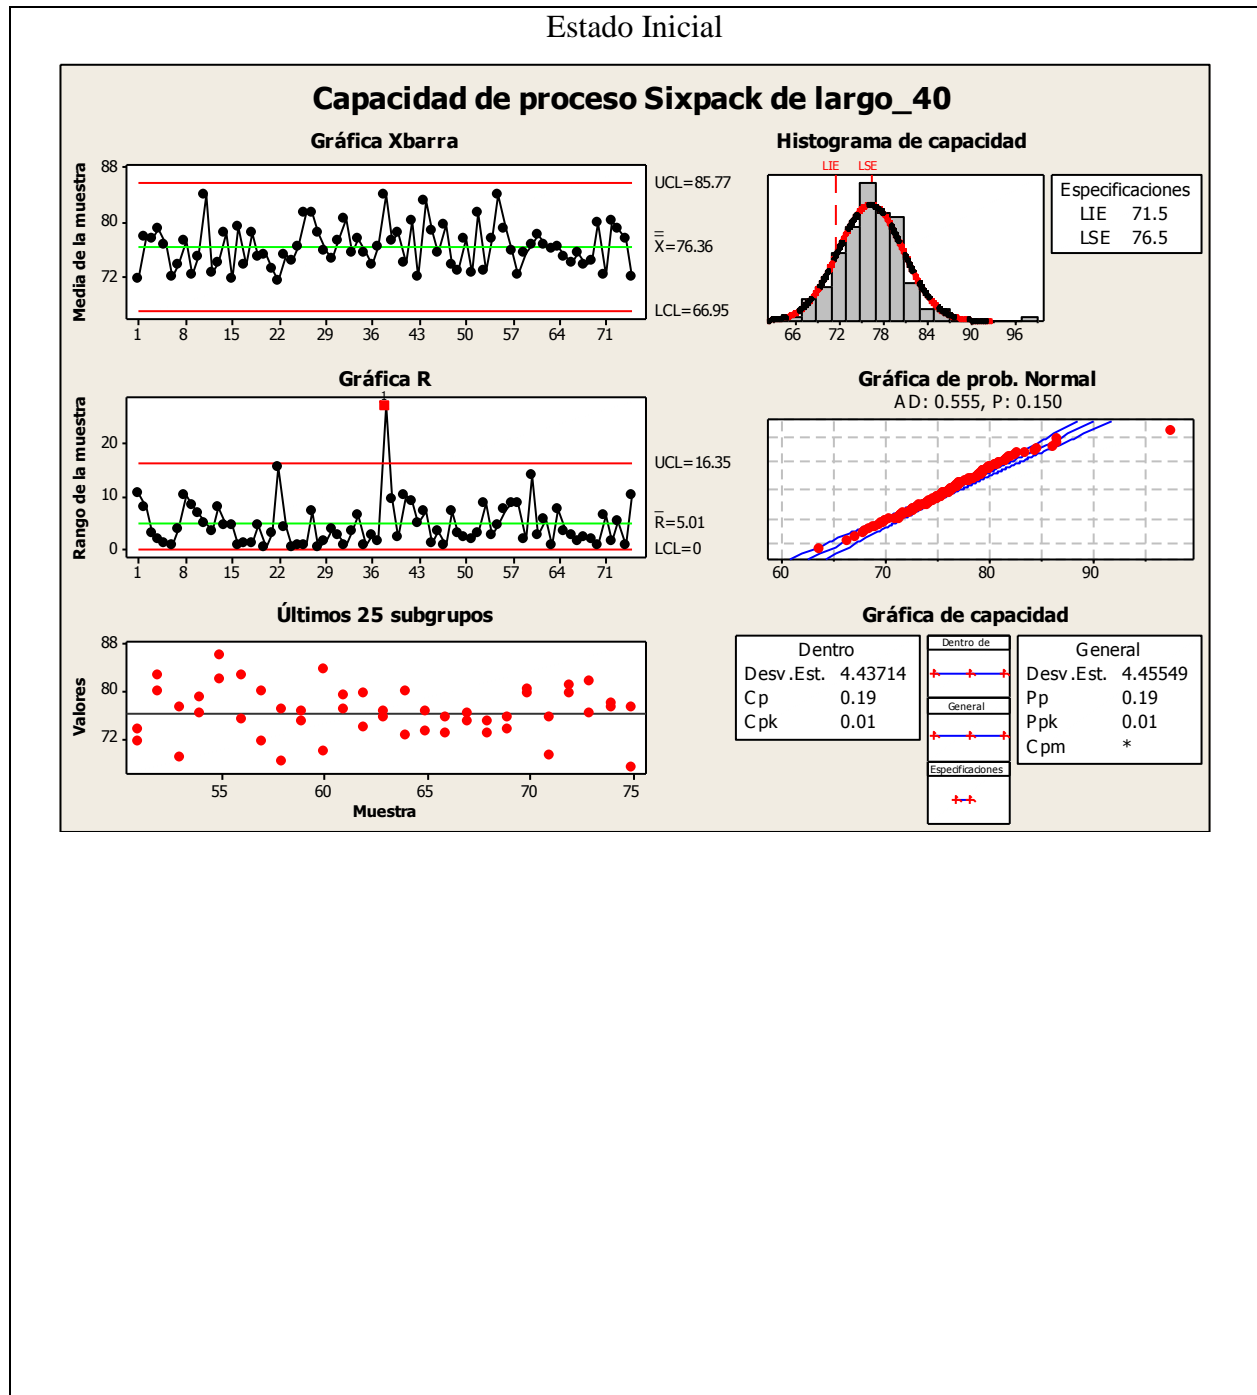 Estado Inicial
Capacidad de proceso Sixpack de largo_40
Gráfica Xbarra
Media de la muestra
88
80
72
1 8 15 22 29 36 43 50 57 64 71
UCL=85.77
X=76.36
LCL=66.95
Histograma de capacidad
LIE LSE
66 72 78 84 90 96
Especificaciones
LIE 71.5
LSE 76.5
Gráfica R
Rango de la muestra
20
10
0
1
1 8 15 22 29 36 43 50 57 64 71
UCL=16.35
R=5.01
LCL=0
Gráfica de prob. Normal
AD: 0.555, P: 0.150
60 70 80 90
Últimos 25 subgrupos
Valores
88
80
72
55 60 65 70 75
Muestra
Gráfica de capacidad
Dentro
Desv.Est. 4.43714
Cp 0.19
Cpk 0.01
Dentro de
General
Especificaciones
General
Desv.Est. 4.45549
Pp 0.19
Ppk 0.01
Cpm *